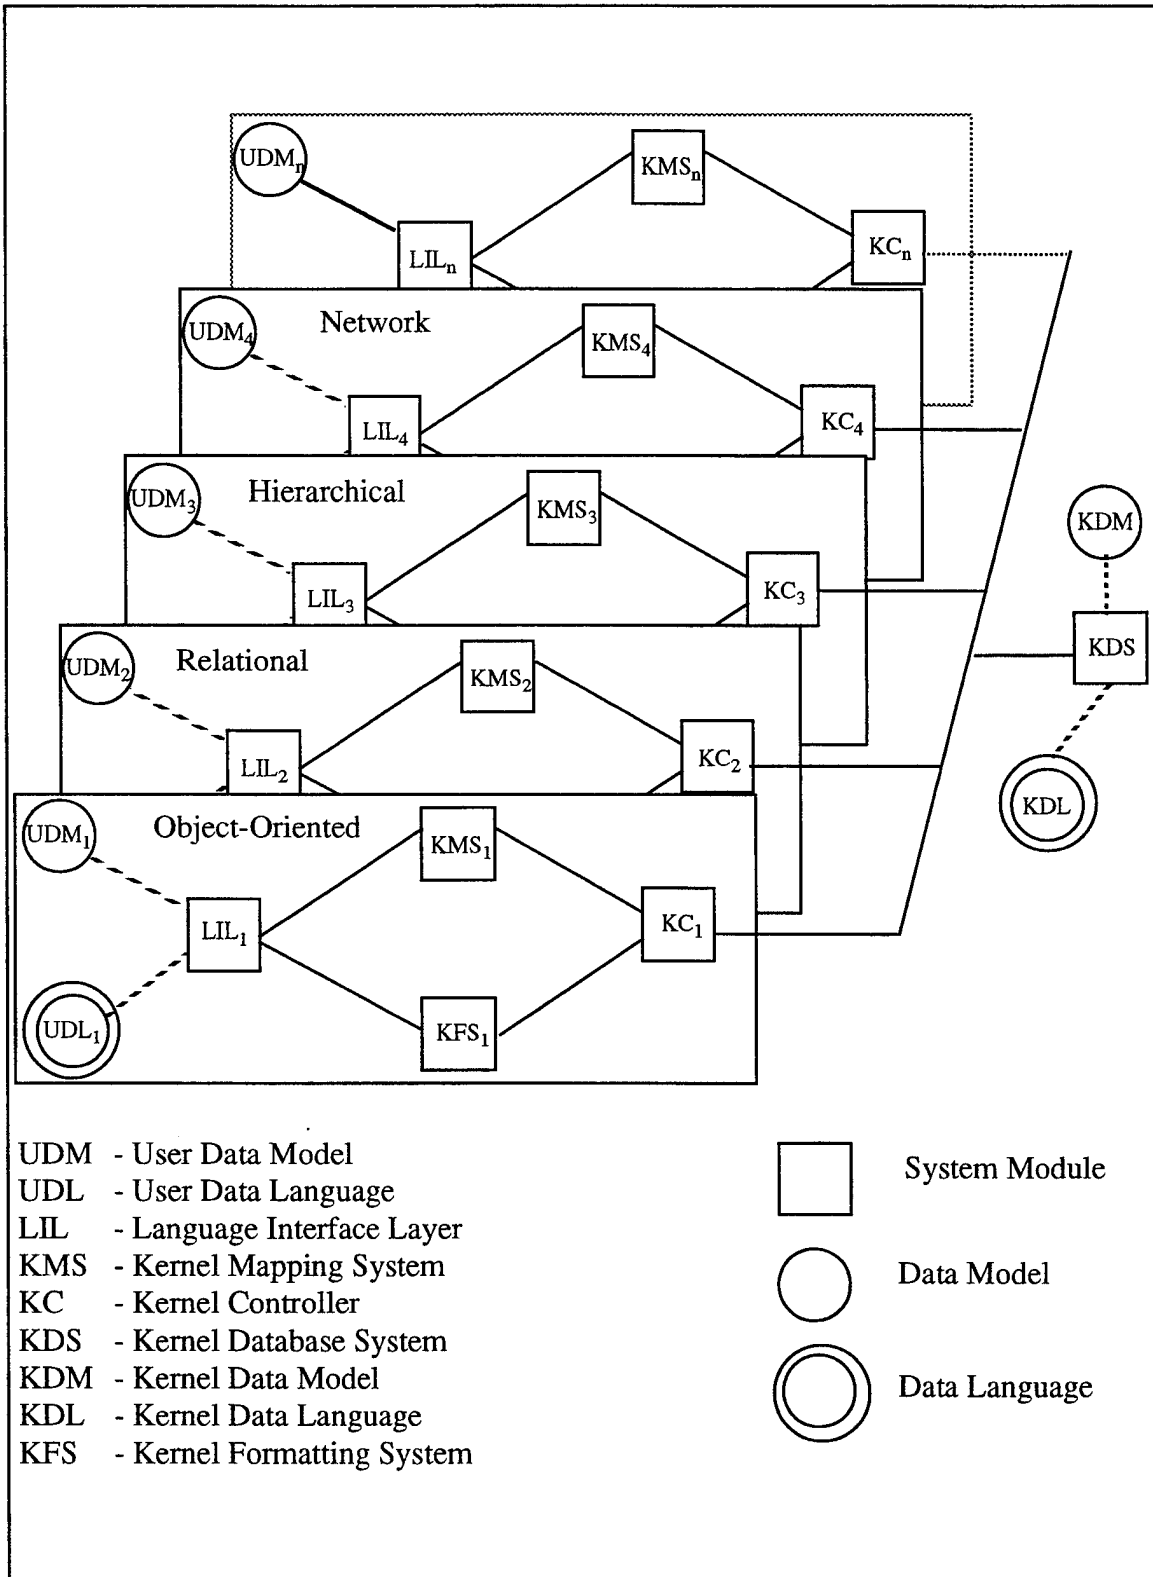 UDMn
KMSn
LILn
KCn
UDM4
Network
KMS4
LIL4
KC4
UDM3
Hierarchical
KMS3
LIL3
KC3
KDM
KDS
UDM2
Relational
KMS2
LIL2
KC2
KDL
UDM1
Object-Oriented
KMS1
LIL1
KC1
UDL1
KFS1
UDM - User Data Model
UDL - User Data Language
LIL - Language Interface Layer
KMS - Kernel Mapping System
KC - Kernel Controller
KDS - Kernel Database System
KDM - Kernel Data Model
KDL - Kernel Data Language
KFS - Kernel Formatting System
System Module
Data Model
Data Language